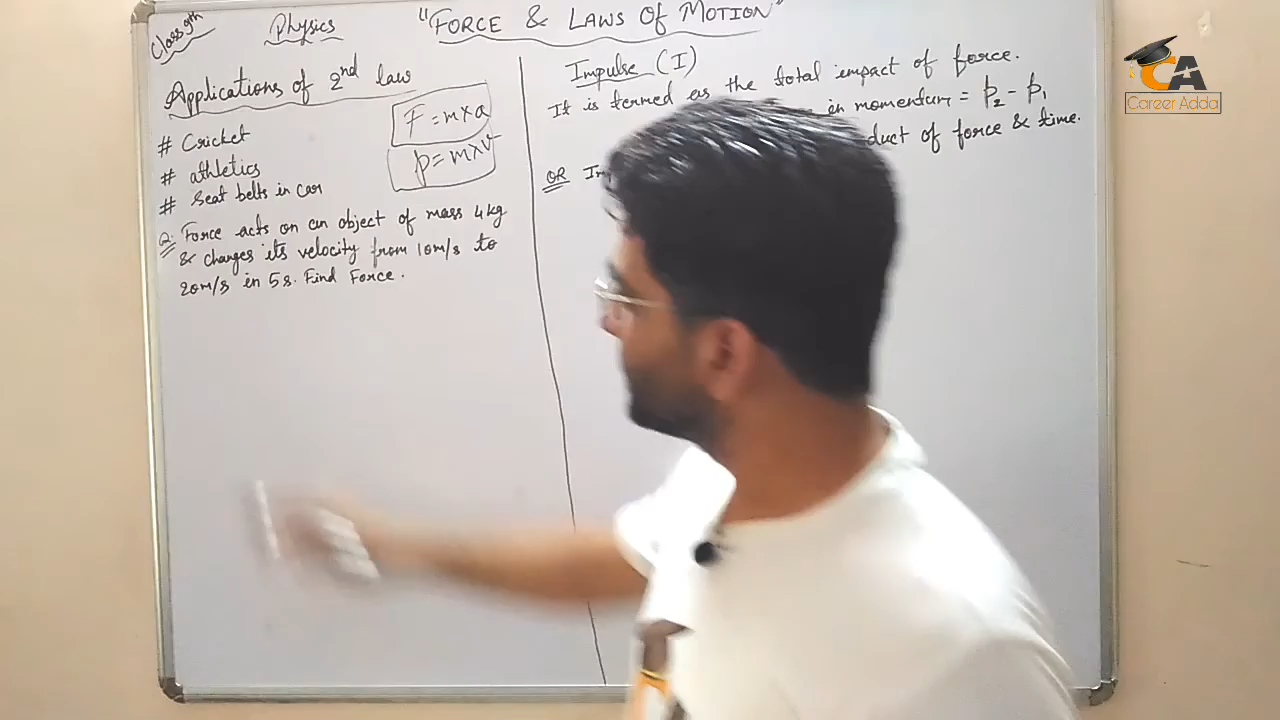 Class 9th
Physics
"FORCE & LAWS OF MOTION"
Applications of 2nd law
# Cricket
# athletics
# Seat belts in car
F = m×a
p = m×v
Q. Force acts on an object of mass 4kg
& changes its velocity from 10m/s to
20m/s in 5s. Find Force.
Impulse (I)
It is termed as the total impact of force.
in momentum = p2 - p1
OR
of force & time.
CA
Career Adda